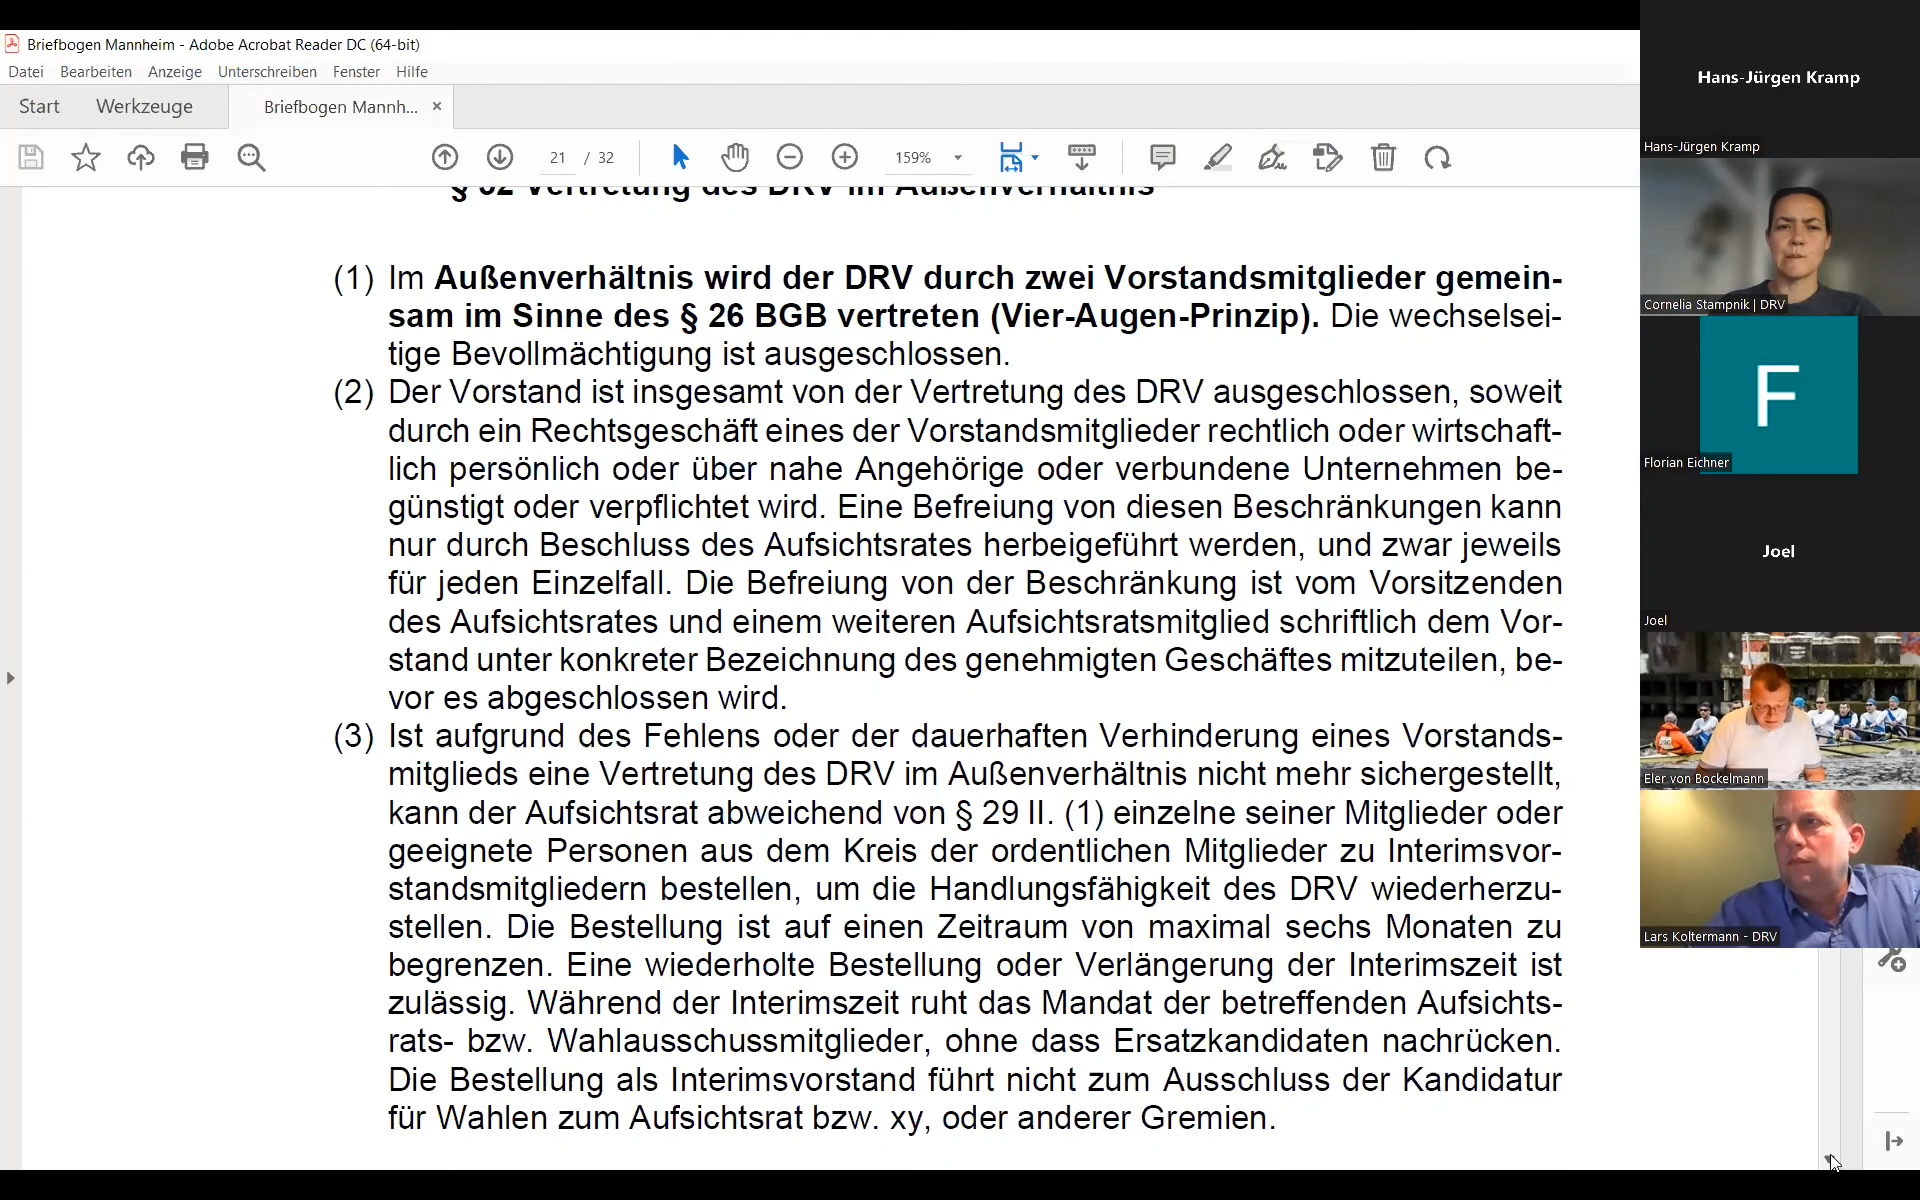 Briefbogen Mannheim - Adobe Acrobat Reader DC (64-bit)
Datei Bearbeiten Anzeige Unterschreiben Fenster Hilfe
Start Werkzeuge Briefbogen Mannh... ×
21 / 32 159%
§ 32 Vertretung des DRV im Außenverhältnis
(1) Im Außenverhältnis wird der DRV durch zwei Vorstandsmitglieder gemein-
sam im Sinne des § 26 BGB vertreten (Vier-Augen-Prinzip). Die wechselsei-
tige Bevollmächtigung ist ausgeschlossen.
(2) Der Vorstand ist insgesamt von der Vertretung des DRV ausgeschlossen, soweit
durch ein Rechtsgeschäft eines der Vorstandsmitglieder rechtlich oder wirtschaft-
lich persönlich oder über nahe Angehörige oder verbundene Unternehmen be-
günstigt oder verpflichtet wird. Eine Befreiung von diesen Beschränkungen kann
nur durch Beschluss des Aufsichtsrates herbeigeführt werden, und zwar jeweils
für jeden Einzelfall. Die Befreiung von der Beschränkung ist vom Vorsitzenden
des Aufsichtsrates und einem weiteren Aufsichtsratsmitglied schriftlich dem Vor-
stand unter konkreter Bezeichnung des genehmigten Geschäftes mitzuteilen, be-
vor es abgeschlossen wird.
(3) Ist aufgrund des Fehlens oder der dauerhaften Verhinderung eines Vorstands-
mitglieds eine Vertretung des DRV im Außenverhältnis nicht mehr sichergestellt,
kann der Aufsichtsrat abweichend von § 29 II. (1) einzelne seiner Mitglieder oder
geeignete Personen aus dem Kreis der ordentlichen Mitglieder zu Interimsvor-
standsmitgliedern bestellen, um die Handlungsfähigkeit des DRV wiederherzu-
stellen. Die Bestellung ist auf einen Zeitraum von maximal sechs Monaten zu
begrenzen. Eine wiederholte Bestellung oder Verlängerung der Interimszeit ist
zulässig. Während der Interimszeit ruht das Mandat der betreffenden Aufsichts-
rats- bzw. Wahlausschussmitglieder, ohne dass Ersatzkandidaten nachrücken.
Die Bestellung als Interimsvorstand führt nicht zum Ausschluss der Kandidatur
für Wahlen zum Aufsichtsrat bzw. xy, oder anderer Gremien.
Hans-Jürgen Kramp
Hans-Jürgen Kramp
Cornelia Stampnik | DRV
F
Florian Eichner
Joel
Joel
Eler von Bockelmann
Lars Koltermann - DRV